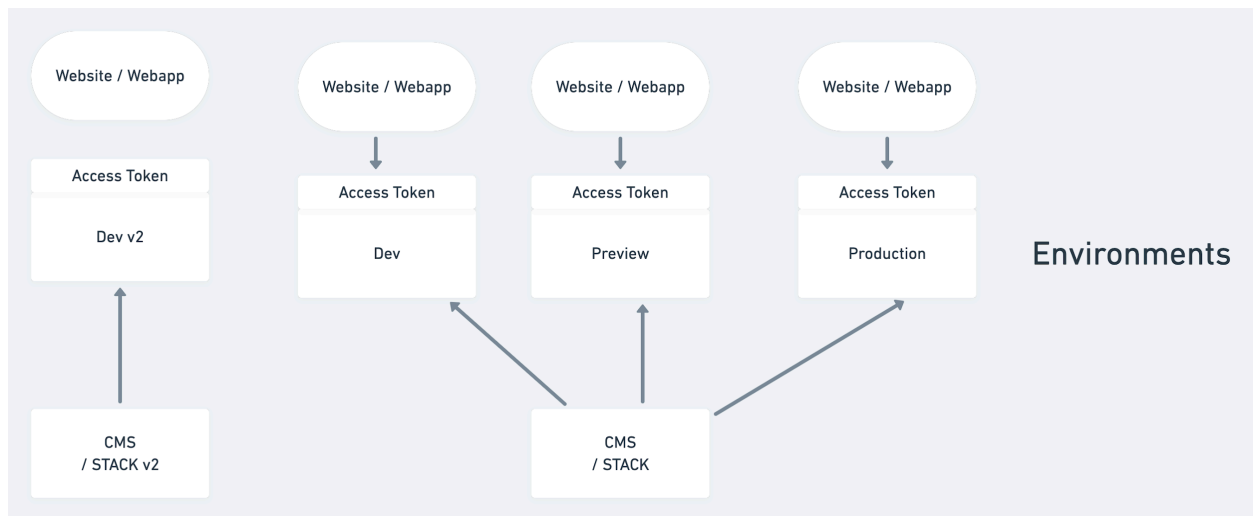 Website / Webapp
Website / Webapp
Website / Webapp
Website / Webapp
Access Token
Access Token
Access Token
Access Token
Dev v2
Dev
Preview
Production
Environments
CMS
/ STACK v2
CMS
/ STACK